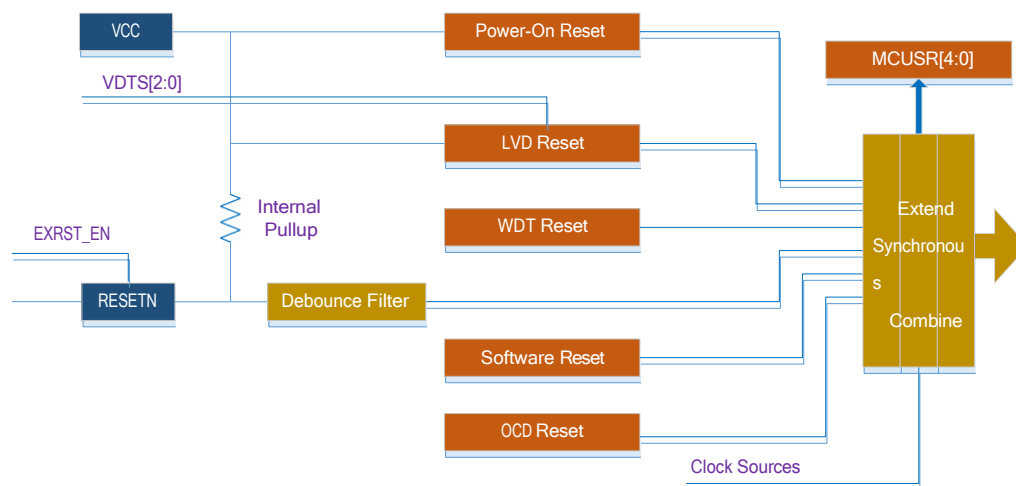 VCC
Power-On Reset
MCUSR[4:0]
VDTS[2:0]
LVD Reset
Internal
Pullup
WDT Reset
Extend
Synchronou
s
Combine
EXRST_EN
RESETN
Debounce Filter
Software Reset
OCD Reset
Clock Sources